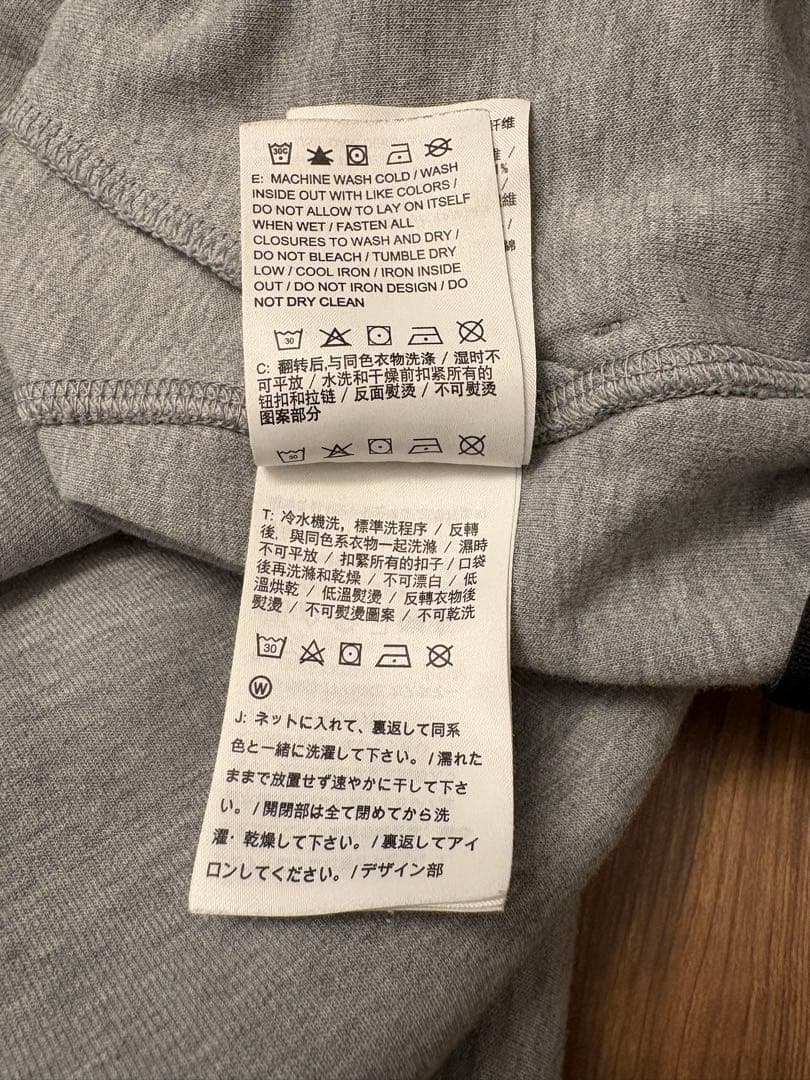 30C
E: MACHINE WASH COLD / WASH
INSIDE OUT WITH LIKE COLORS /
DO NOT ALLOW TO LAY ON ITSELF
WHEN WET / FASTEN ALL
CLOSURES TO WASH AND DRY /
DO NOT BLEACH / TUMBLE DRY
LOW / COOL IRON / IRON INSIDE
OUT / DO NOT IRON DESIGN / DO
NOT DRY CLEAN
30
C: 翻转后,与同色衣物洗涤 / 湿时不
可平放 / 水洗和干燥前扣紧所有的
钮扣和拉链 / 反面熨烫 / 不可熨烫
图案部分
30
T: 冷水機洗, 標準洗程序 / 反轉
後, 與同色系衣物一起洗滌 / 濕時
不可平放 / 扣緊所有的扣子 / 口袋
後再洗滌和乾燥 / 不可漂白 / 低
溫烘乾 / 低溫熨燙 / 反轉衣物後
熨燙 / 不可熨燙圖案 / 不可乾洗
30
W
J: ネットに入れて、裏返して同系
色と一緒に洗濯して下さい。/ 濡れた
ままで放置せず速やかに干して下さ
い。/ 開閉部は全て閉めてから洗
濯・乾燥して下さい。/ 裏返してアイ
ロンしてください。/ デザイン部
纤维
维 /
%
/
維
/
綿